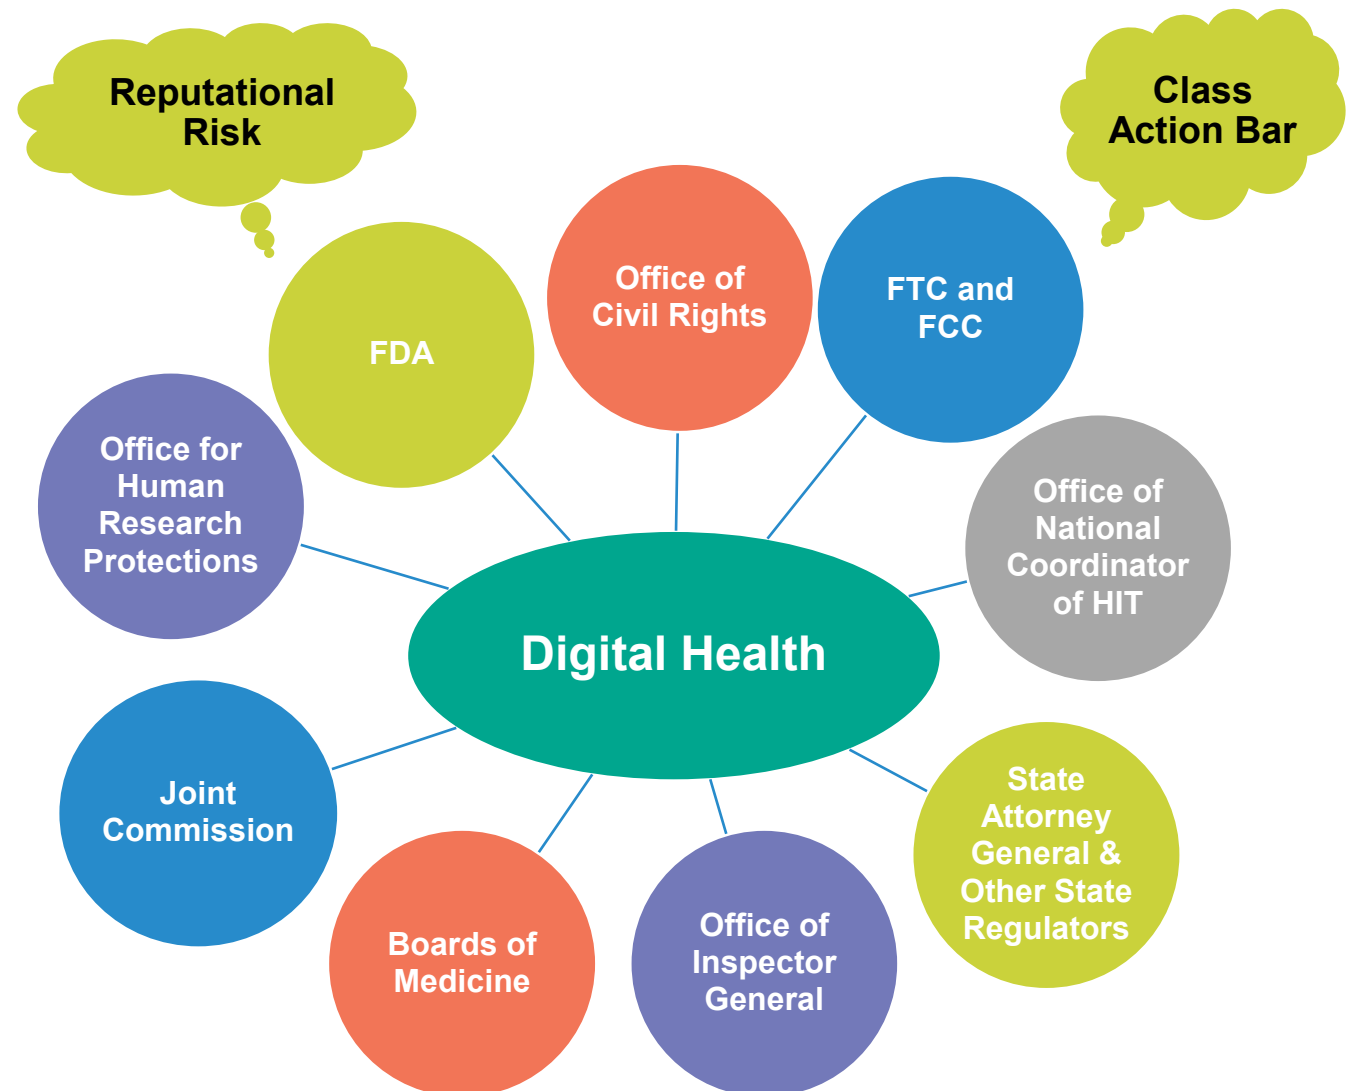 Reputational
Risk
Class
Action Bar
Office of
Civil Rights
FTC and
FCC
FDA
Office for
Human
Research
Protections
Office of
National
Coordinator
of HIT
Digital Health
Joint
Commission
State
Attorney
General &
Other State
Regulators
Boards of
Medicine
Office of
Inspector
General